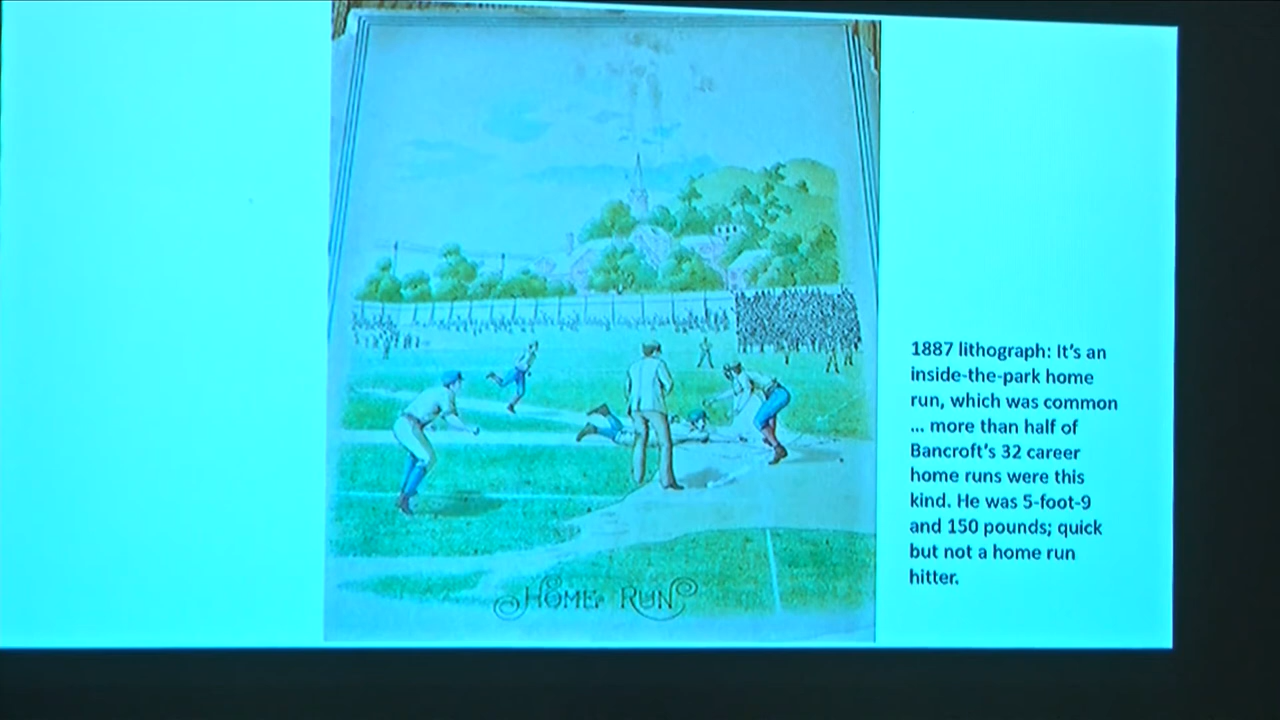 HOME RUN
1887 lithograph: It's an
inside-the-park home
run, which was common
... more than half of
Bancroft's 32 career
home runs were this
kind. He was 5-foot-9
and 150 pounds; quick
but not a home run
hitter.